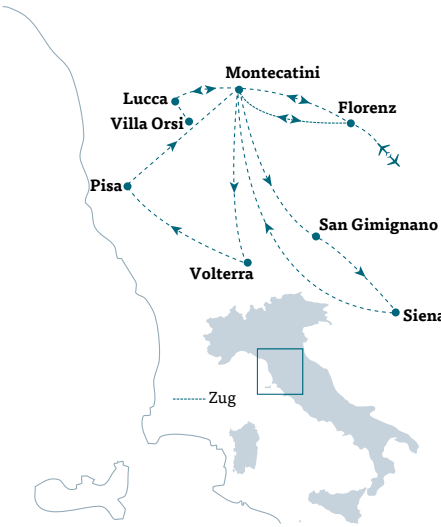 Montecatini
Lucca
Florenz
Villa Orsi
Pisa
San Gimignano
Volterra
Siena
Zug